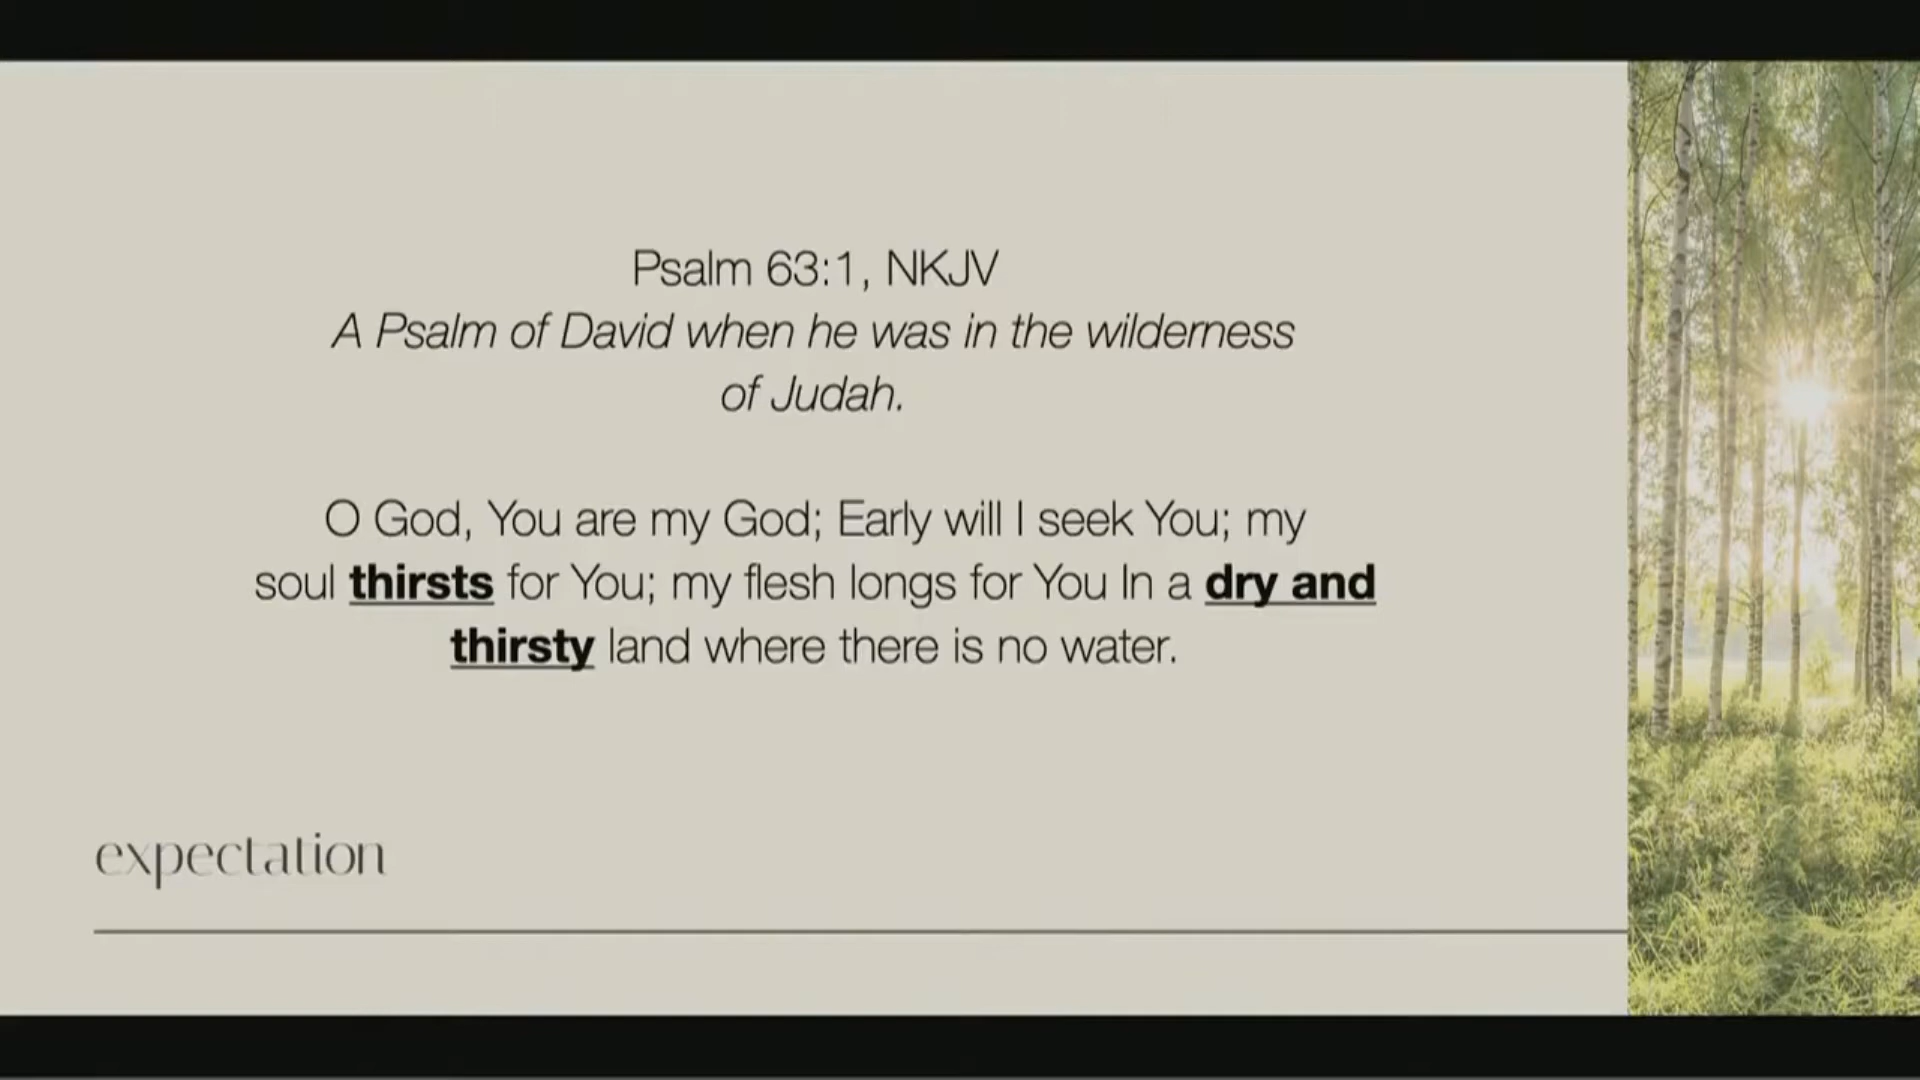 Psalm 63:1, NKJV
A Psalm of David when he was in the wilderness
of Judah.
O God, You are my God; Early will I seek You; my
soul thirsts for You; my flesh longs for You In a dry and
thirsty land where there is no water.
expectation